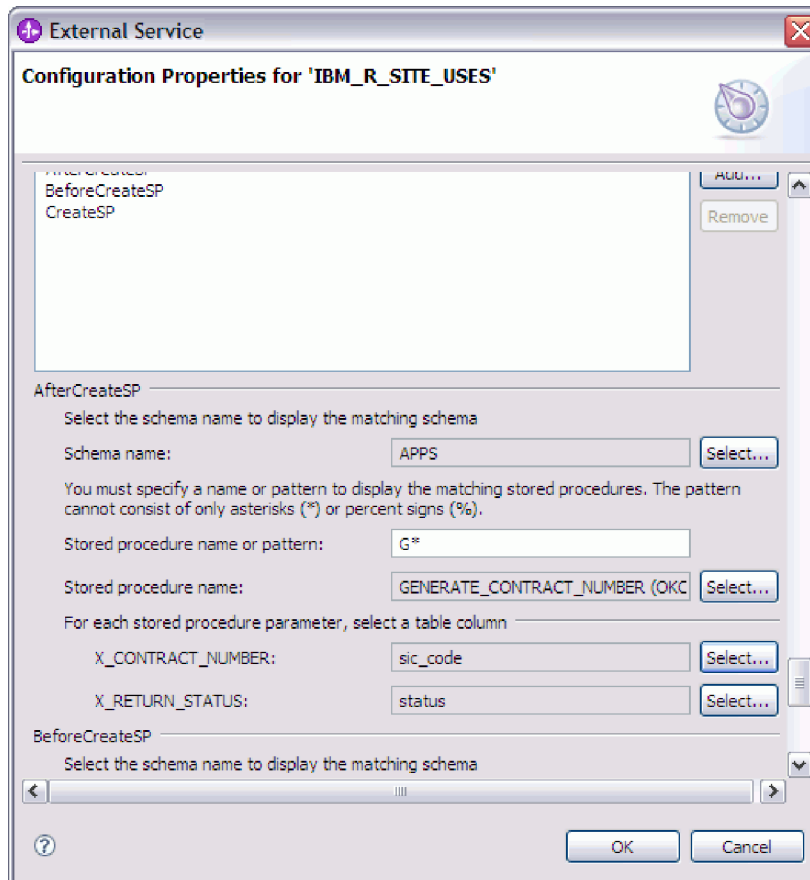 External Service
Configuration Properties for 'IBM_R_SITE_USES'
AfterCreateSP
Add...
BeforeCreateSP
CreateSP
Remove
AfterCreateSP
Select the schema name to display the matching schema
Schema name:
APPS
Select...
You must specify a name or pattern to display the matching stored procedures. The pattern
cannot consist of only asterisks (*) or percent signs (%).
Stored procedure name or pattern:
G*
Stored procedure name:
GENERATE_CONTRACT_NUMBER (OKC
Select...
For each stored procedure parameter, select a table column
X_CONTRACT_NUMBER:
sic_code
Select...
X_RETURN_STATUS:
status
Select...
BeforeCreateSP
Select the schema name to display the matching schema
?
OK
Cancel